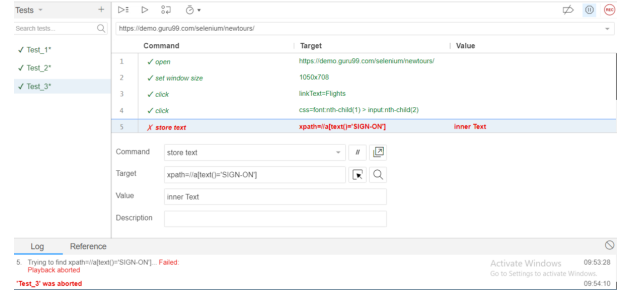 Tests
Search tests...
✓ Test_1*
✓ Test_2*
✓ Test_3*
https://demo.guru99.com/selenium/newtours/
Command Target Value
1 ✓ open https://demo.guru99.com/selenium/newtours/
2 ✓ set window size 1050x708
3 ✓ click linkText=Flights
4 ✓ click css=font:nth-child(1) > input:nth-child(2)
5 ✗ store text xpath=//a[text()='SIGN-ON'] inner Text
Command store text //
Target xpath=//a[text()='SIGN-ON']
Value inner Text
Description
Log Reference
5. Trying to find xpath=//a[text()='SIGN-ON']... Failed: 09:53:28
Playback aborted
'Test_3' was aborted 09:54:10
Activate Windows
Go to Settings to activate Windows.
REC